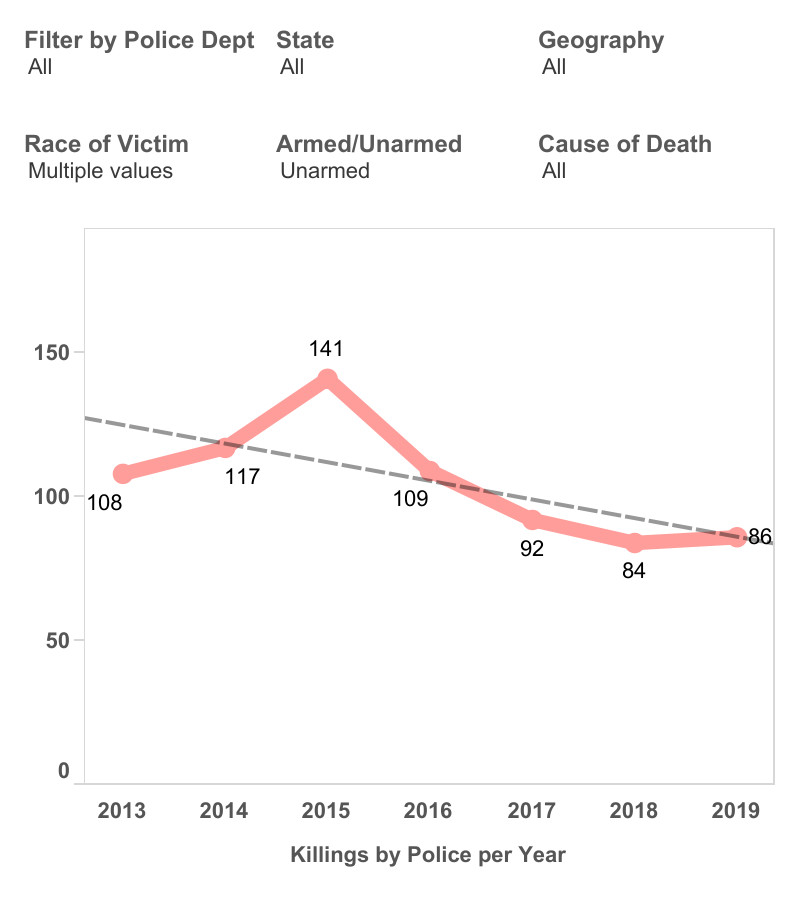 Filter by Police Dept State Geography
All All All
Race of Victim Armed/Unarmed Cause of Death
Multiple values Unarmed All
141
150
117
108
109
100
92
86
84
50
0
2013 2014 2015 2016 2017 2018 2019
Killings by Police per Year